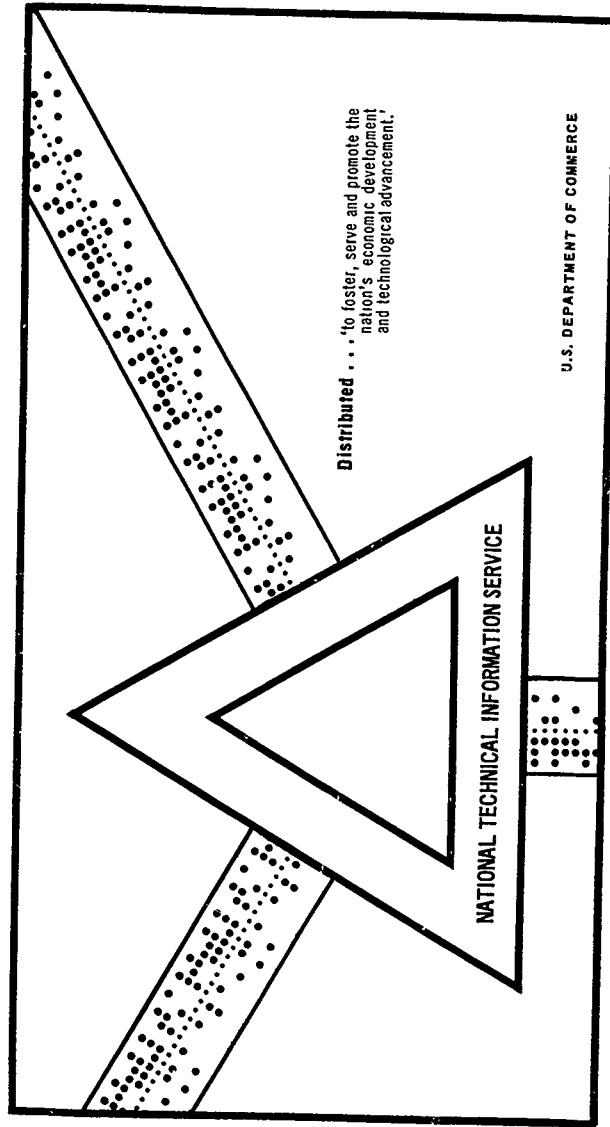 Distributed . . . 'to foster, serve and promote the
nation's economic development
and technological advancement.'
NATIONAL TECHNICAL INFORMATION SERVICE
U.S. DEPARTMENT OF COMMERCE